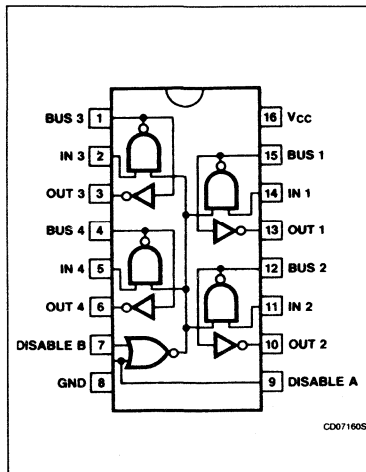 BUS 3 1
IN 3 2
OUT 3 3
BUS 4 4
IN 4 5
OUT 4 6
DISABLE B 7
GND 8
16 VCC
15 BUS 1
14 IN 1
13 OUT 1
12 BUS 2
11 IN 2
10 OUT 2
9 DISABLE A
CD07160S